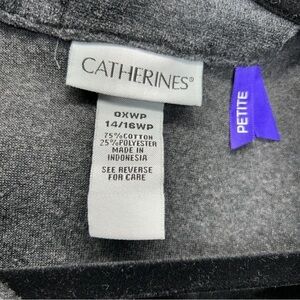 CATHERINES®
0XWP
14/16WP
75%COTTON
25%POLYESTER
MADE IN
INDONESIA
SEE REVERSE
FOR CARE
PETITE